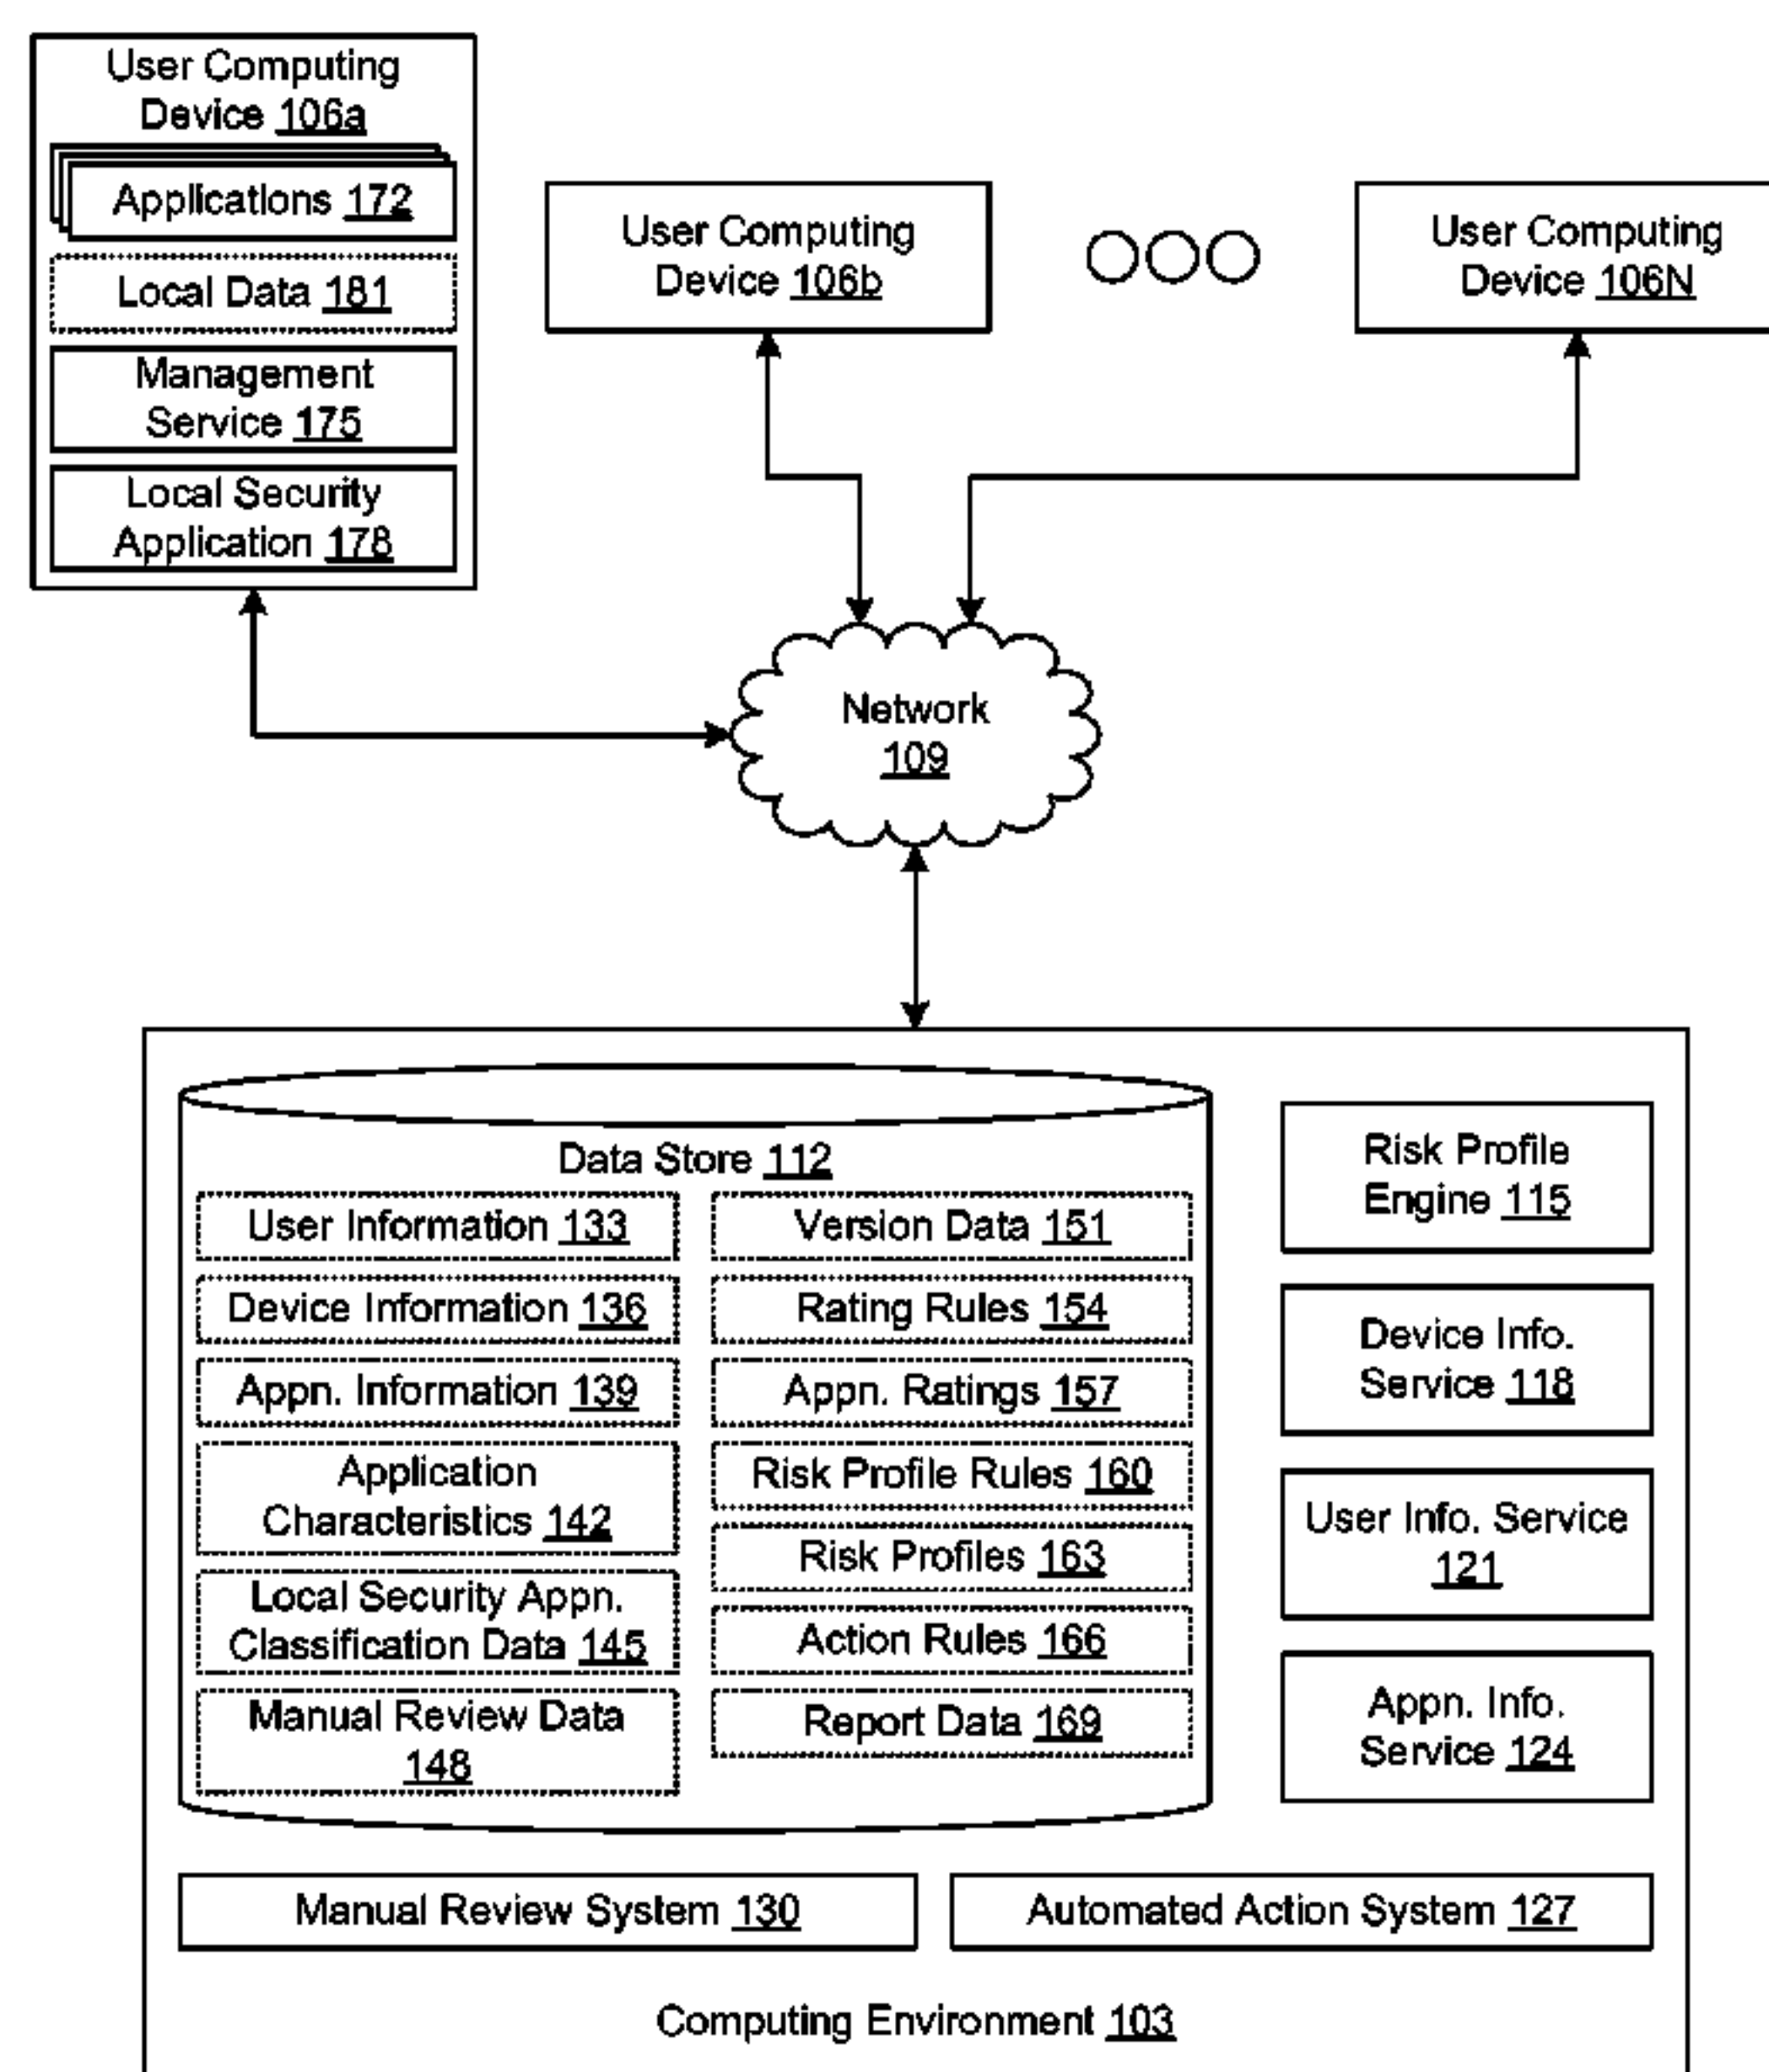 User Computing
Device 106a
Applications 172
Local Data 181
Management
Service 175
Local Security
Application 178
User Computing
Device 106b
User Computing
Device 106N
Network
109
Data Store 112
User Information 133
Device Information 136
Appn. Information 139
Application
Characteristics 142
Local Security Appn.
Classification Data 145
Manual Review Data
148
Version Data 151
Rating Rules 154
Appn. Ratings 157
Risk Profile Rules 160
Risk Profiles 163
Action Rules 166
Report Data 169
Risk Profile
Engine 115
Device Info.
Service 118
User Info. Service
121
Appn. Info.
Service 124
Manual Review System 130
Automated Action System 127
Computing Environment 103